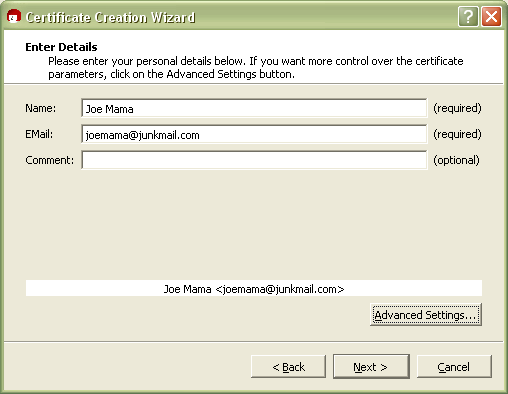 Certificate Creation Wizard
Enter Details
Please enter your personal details below. If you want more control over the certificate
parameters, click on the Advanced Settings button.
Name: Joe Mama (required)
EMail: joemama@junkmail.com (required)
Comment: (optional)
Joe Mama <joemama@junkmail.com>
Advanced Settings...
< Back Next > Cancel